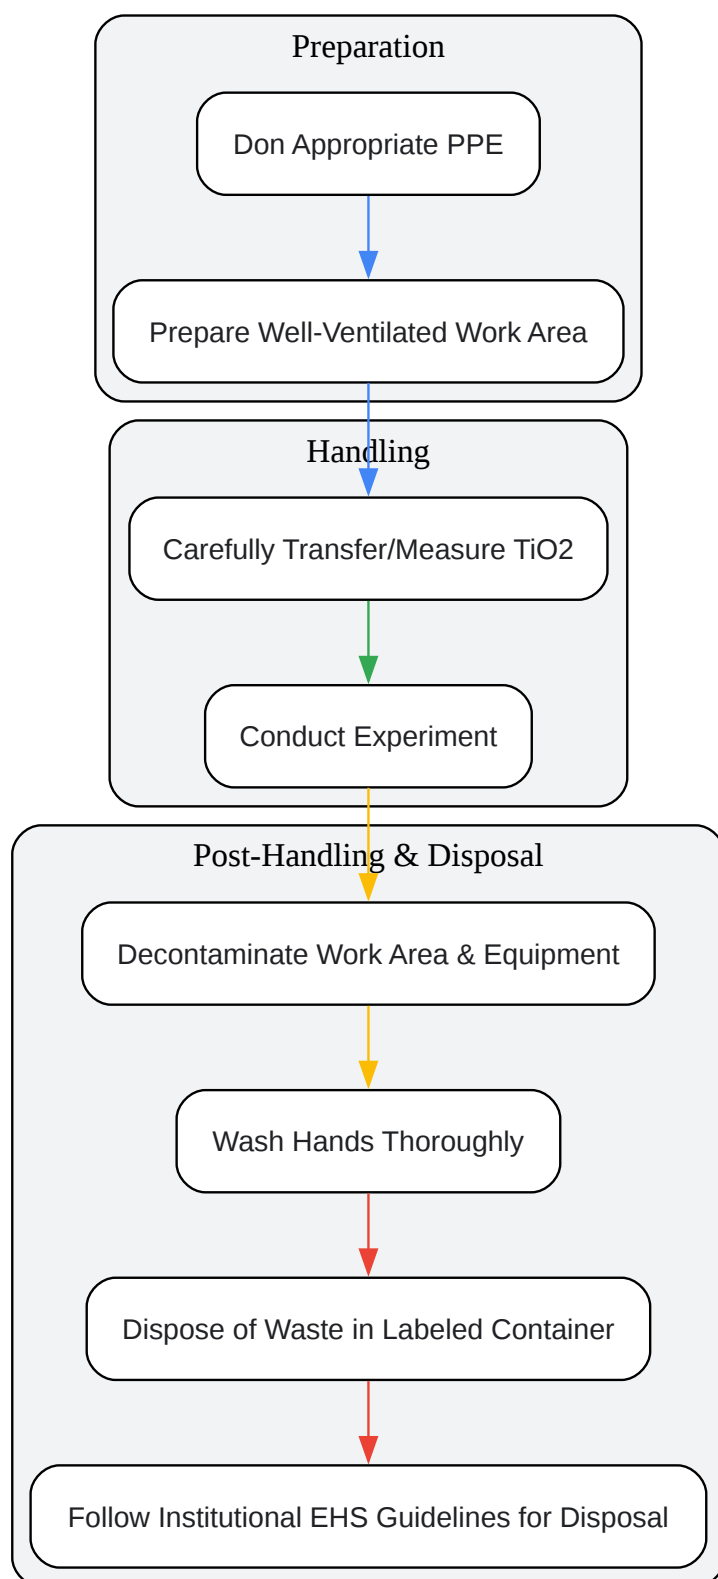 Preparation
Don Appropriate PPE
Prepare Well-Ventilated Work Area
Handling
Carefully Transfer/Measure TiO2
Conduct Experiment
Post-Handling & Disposal
Decontaminate Work Area & Equipment
Wash Hands Thoroughly
Dispose of Waste in Labeled Container
Follow Institutional EHS Guidelines for Disposal